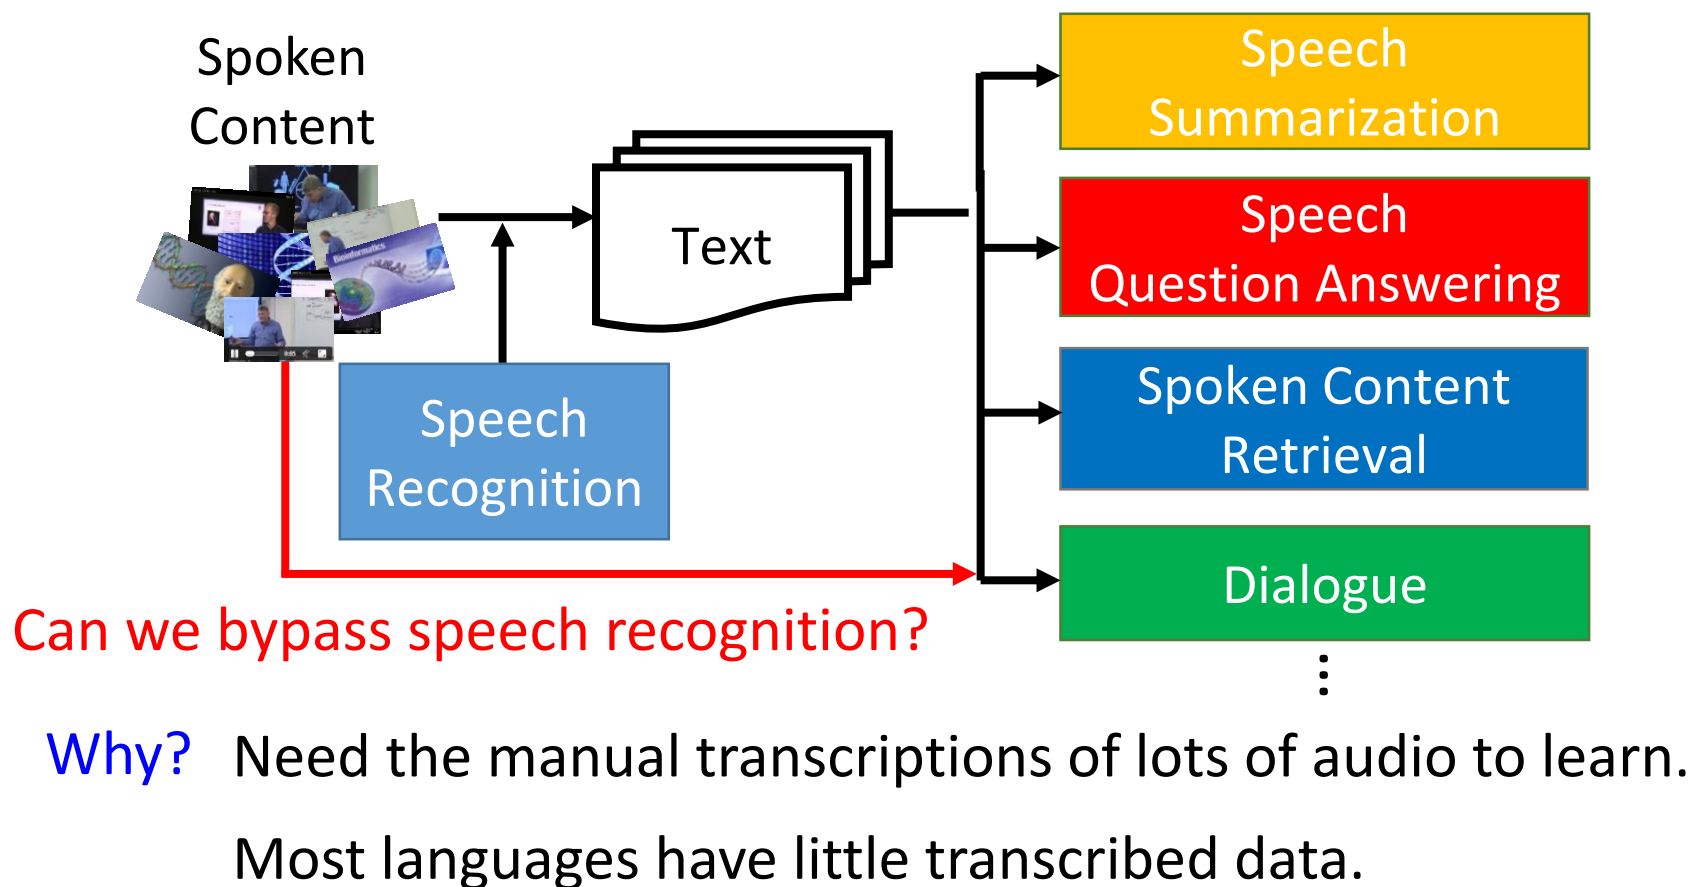 Spoken
Content
Bioinformatics
Text
Speech
Recognition
Speech
Summarization
Speech
Question Answering
Spoken Content
Retrieval
Dialogue
⋮
Can we bypass speech recognition?
Why? Need the manual transcriptions of lots of audio to learn.
Most languages have little transcribed data.